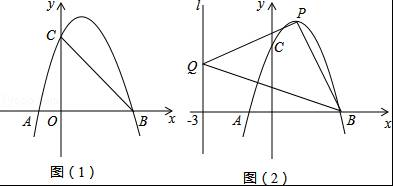 y
C
A O B x
图（1）
l y
P
C
Q
-3 A B x
图（2）